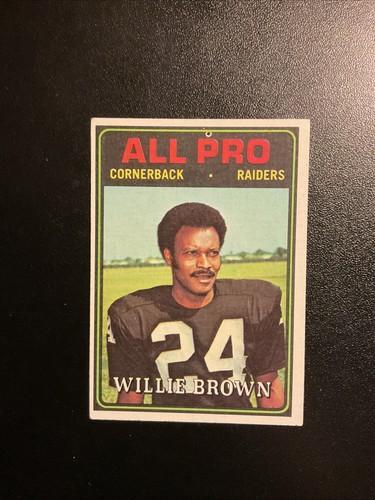 ALL PRO
CORNERBACK • RAIDERS
24
WILLIE BROWN